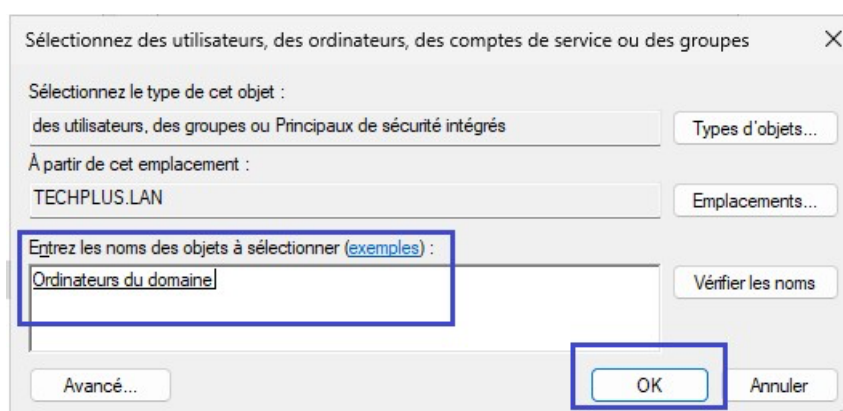 Sélectionnez des utilisateurs, des ordinateurs, des comptes de service ou des groupes
Sélectionnez le type de cet objet :
des utilisateurs, des groupes ou Principaux de sécurité intégrés
Types d'objets...
À partir de cet emplacement :
TECHPLUS.LAN
Emplacements...
Entrez les noms des objets à sélectionner (exemples) :
Ordinateurs du domaine
Vérifier les noms
Avancé...
OK
Annuler